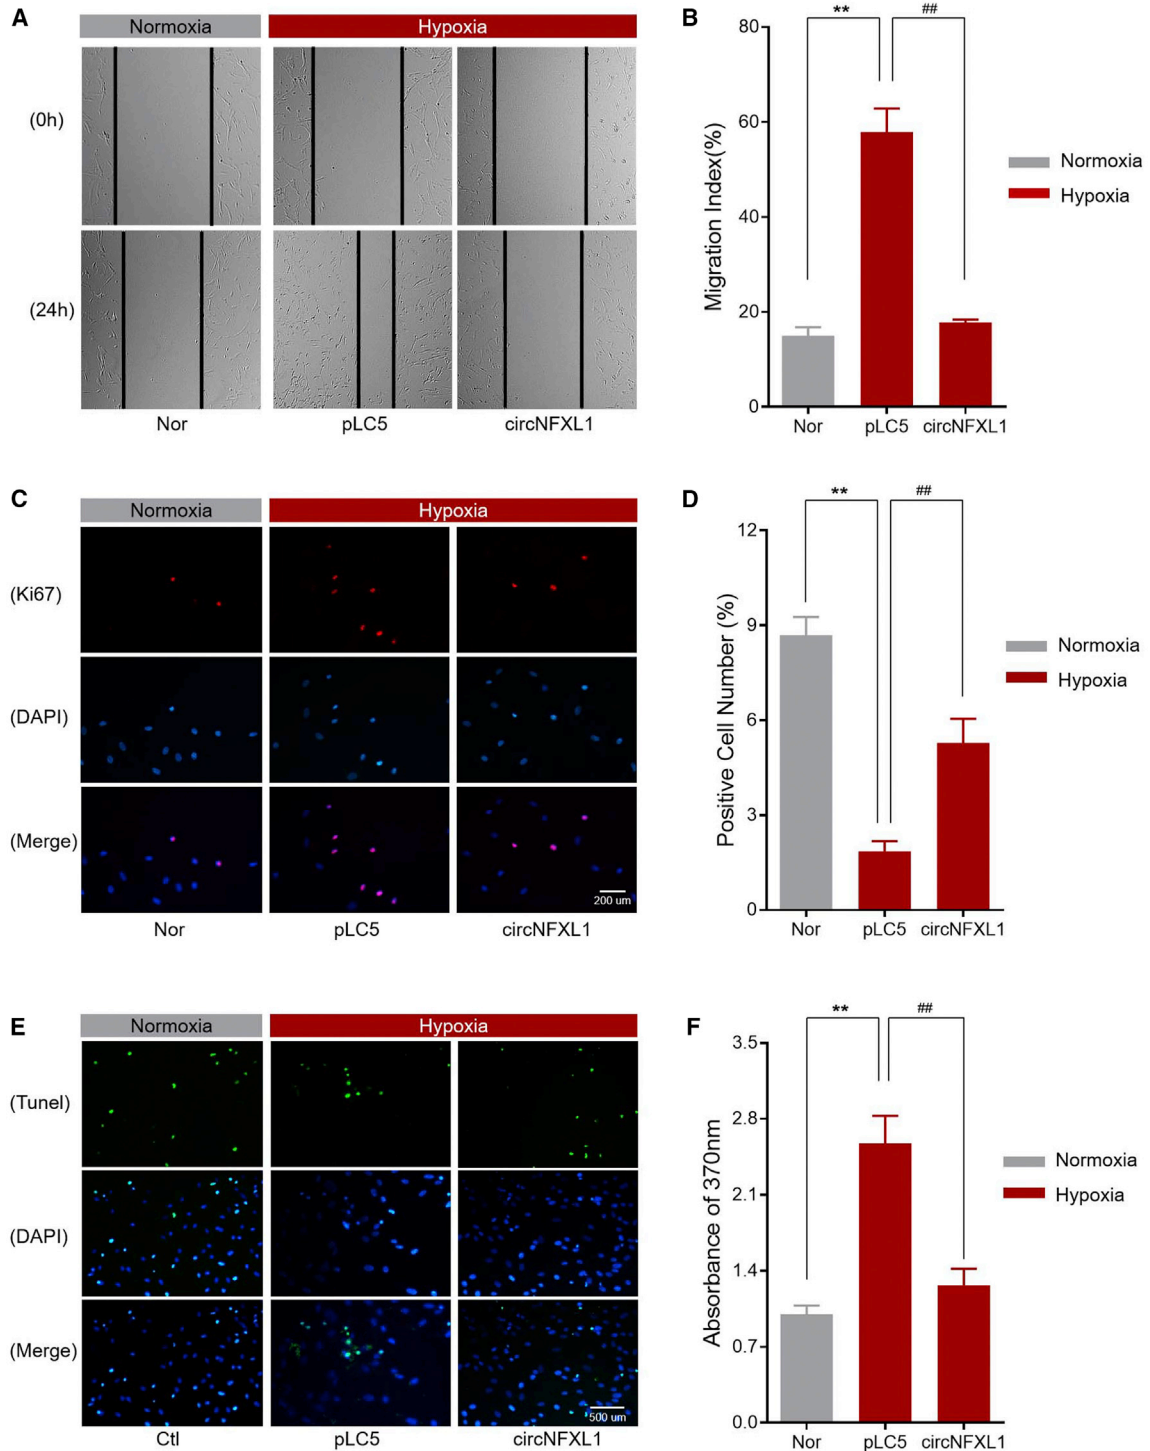 A
Normoxia
Hypoxia
(0h)
(24h)
Nor
pLC5
circNFXL1
B
**
##
80
60
40
20
0
Migration Index(%)
Nor
pLC5
circNFXL1
Normoxia
Hypoxia
C
Normoxia
Hypoxia
(Ki67)
(DAPI)
(Merge)
200 um
Nor
pLC5
circNFXL1
D
**
##
12
9
6
3
0
Positive Cell Number (%)
Nor
pLC5
circNFXL1
Normoxia
Hypoxia
E
Normoxia
Hypoxia
(Tunel)
(DAPI)
(Merge)
500 um
Ctl
pLC5
circNFXL1
F
**
##
3.5
2.8
2.1
1.4
0.7
0.0
Absorbance of 370nm
Nor
pLC5
circNFXL1
Normoxia
Hypoxia